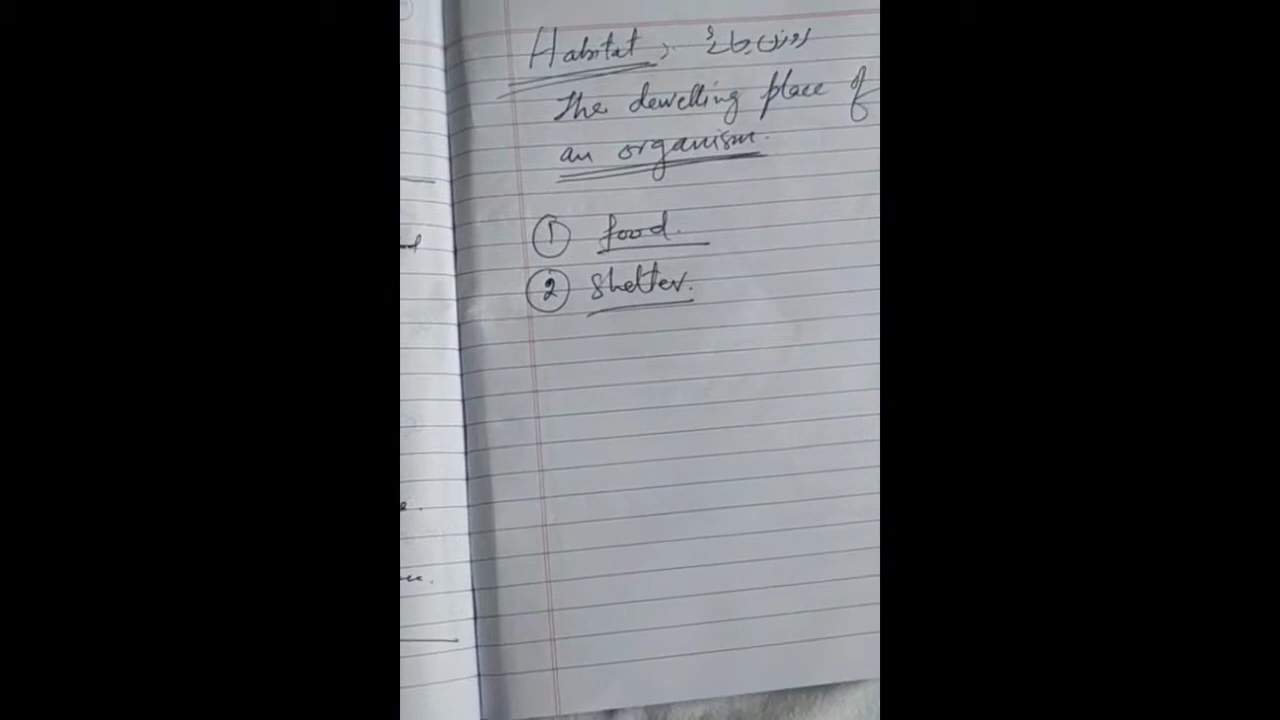 Habitat,
The dewelling place of
an organism.
① food.
② Shelter.